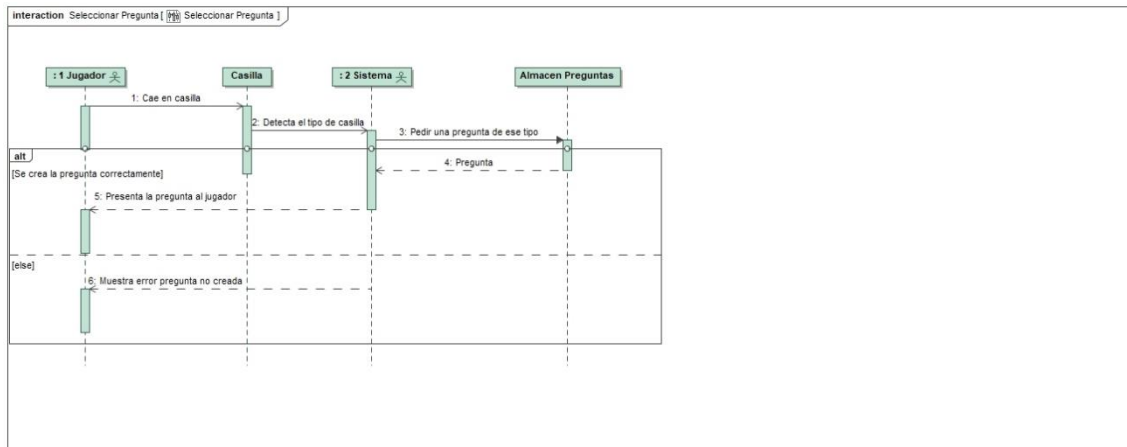 interaction Seleccionar Pregunta [ Seleccionar Pregunta ]
: 1 Jugador
Casilla
: 2 Sistema
Almacen Preguntas
1: Cae en casilla
2: Detecta el tipo de casilla
3: Pedir una pregunta de ese tipo
alt
4: Pregunta
[Se crea la pregunta correctamente]
5: Presenta la pregunta al jugador
[else]
6: Muestra error pregunta no creada